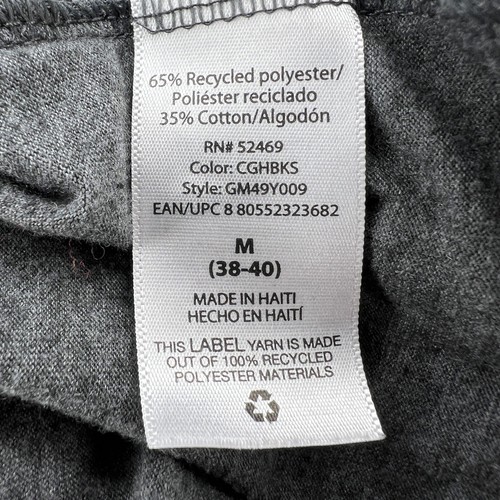 65% Recycled polyester/
Poliéster reciclado
35% Cotton/Algodón
RN# 52469
Color: CGHBKS
Style: GM49Y009
EAN/UPC 8 80552323682
M
(38-40)
MADE IN HAITI
HECHO EN HAITÍ
THIS LABEL YARN IS MADE
OUT OF 100% RECYCLED
POLYESTER MATERIALS